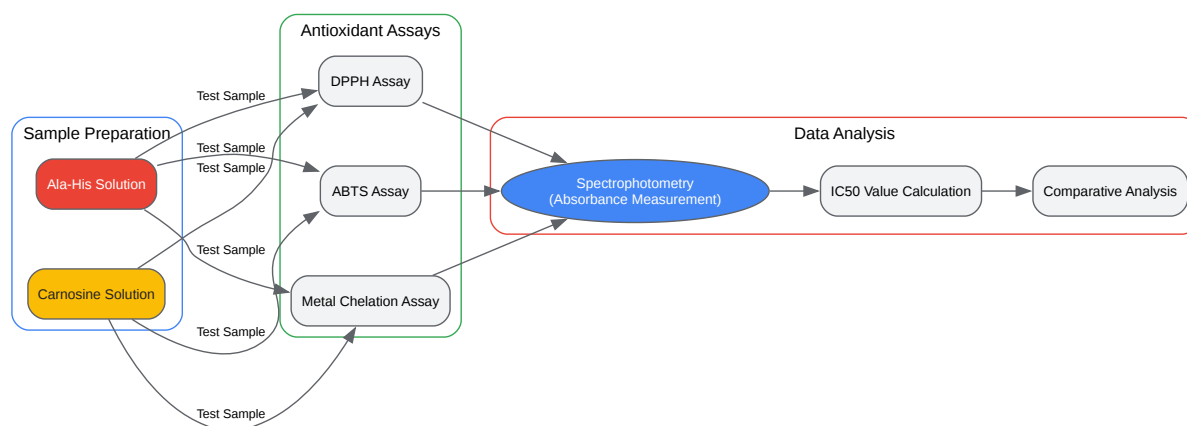 Antioxidant Assays
DPPH Assay
Test Sample
Sample Preparation
Data Analysis
Test Sample
Test Sample
Ala-His Solution
ABTS Assay
Spectrophotometry
(Absorbance Measurement)
IC50 Value Calculation
Comparative Analysis
Test Sample
Carnosine Solution
Metal Chelation Assay
Test Sample
Test Sample